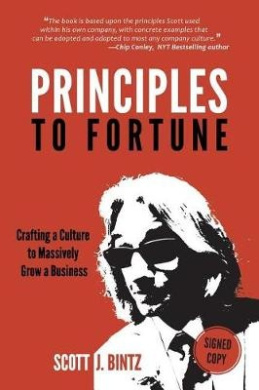 "The book is based upon the principles Scott used
within his own company, with concrete examples that
can be adopted and adapted to most any company culture."
—Chip Conley, NYT Bestselling author
PRINCIPLES
TO FORTUNE
Crafting a Culture
to Massively
Grow a Business
SIGNED
COPY
SCOTT J. BINTZ